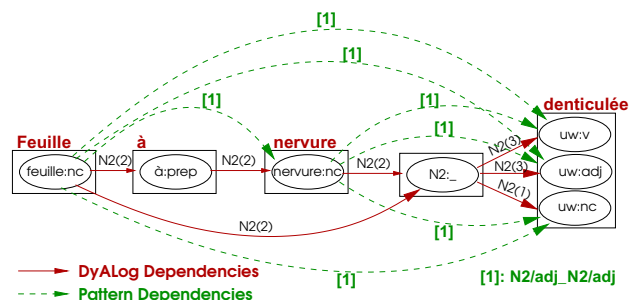 [1]
[1]
[1]
[1]
denticulée
Feuille
à
nervure
[1]
uw:v
N2(3)
feuille:nc
N2(2)
à:prep
N2(2)
nervure:nc
N2(2)
N2:_
N2(3)
uw:adj
N2(1)
uw:nc
N2(2)
[1]
[1]
DyALog Dependencies
[1]: N2/adj_N2/adj
Pattern Dependencies